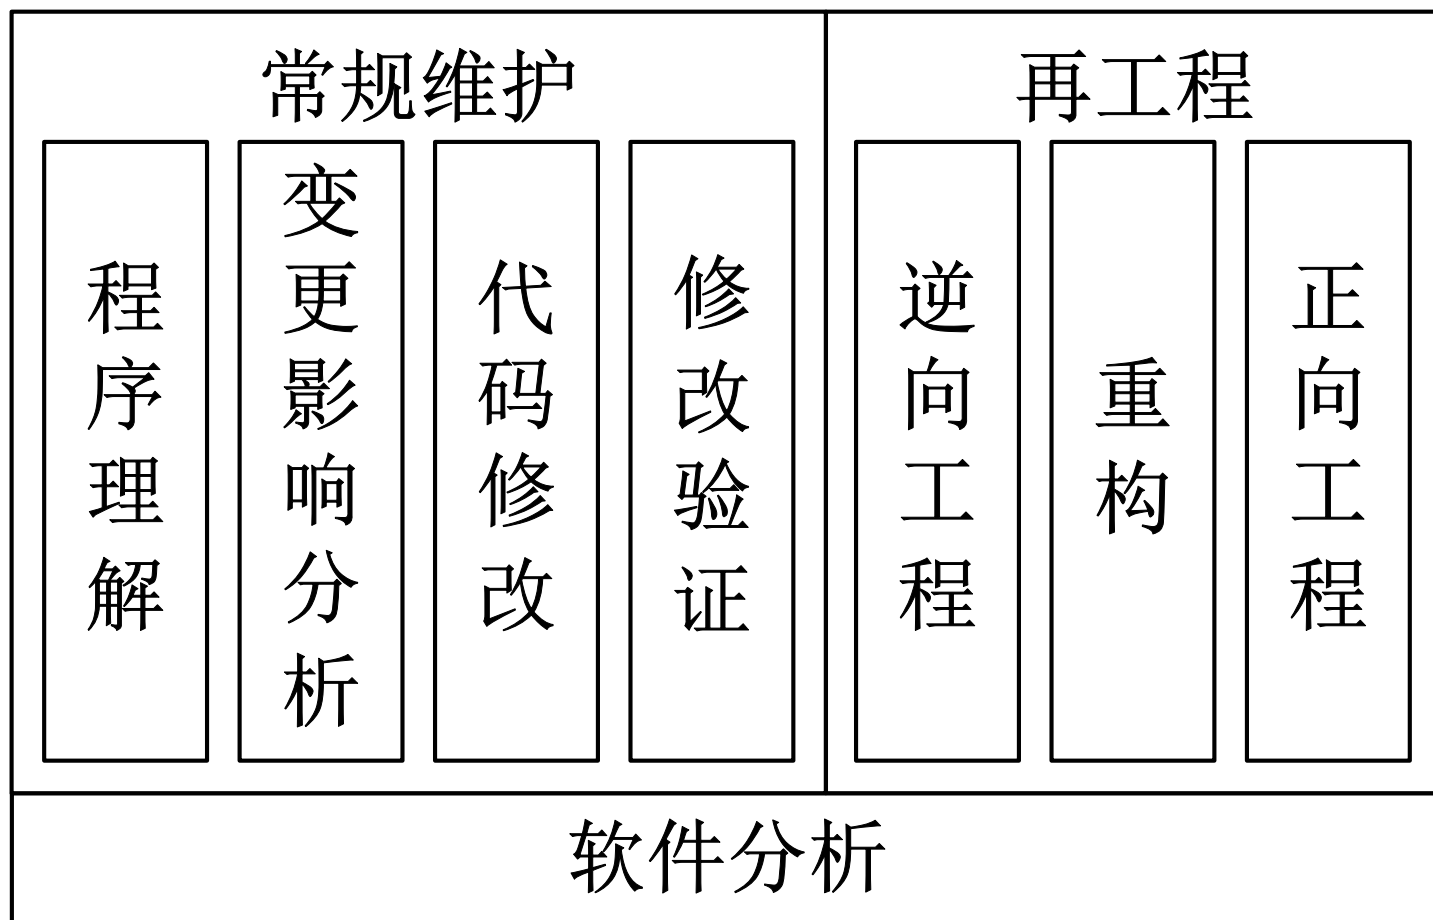 常规维护
再工程
程序理解
变更影响分析
代码修改
修改验证
逆向工程
重构
正向工程
软件分析